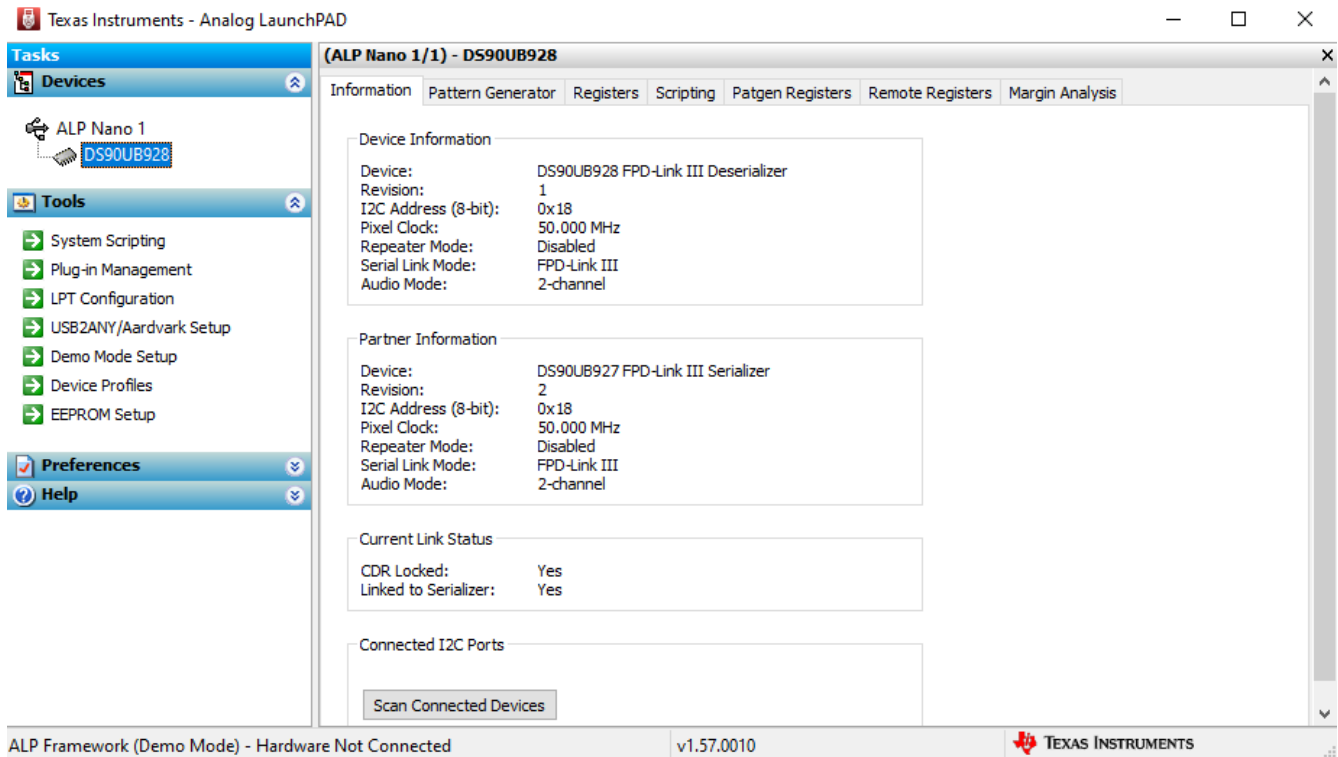 Texas Instruments - Analog LaunchPAD
Tasks
Devices
ALP Nano 1
DS90UB928
Tools
System Scripting
Plug-in Management
LPT Configuration
USB2ANY/Aardvark Setup
Demo Mode Setup
Device Profiles
EEPROM Setup
Preferences
Help
(ALP Nano 1/1) - DS90UB928
Information Pattern Generator Registers Scripting Patgen Registers Remote Registers Margin Analysis
Device Information
Device: DS90UB928 FPD-Link III Deserializer
Revision: 1
I2C Address (8-bit): 0x18
Pixel Clock: 50.000 MHz
Repeater Mode: Disabled
Serial Link Mode: FPD-Link III
Audio Mode: 2-channel
Partner Information
Device: DS90UB927 FPD-Link III Serializer
Revision: 2
I2C Address (8-bit): 0x18
Pixel Clock: 50.000 MHz
Repeater Mode: Disabled
Serial Link Mode: FPD-Link III
Audio Mode: 2-channel
Current Link Status
CDR Locked: Yes
Linked to Serializer: Yes
Connected I2C Ports
Scan Connected Devices
ALP Framework (Demo Mode) - Hardware Not Connected
v1.57.0010
TEXAS INSTRUMENTS